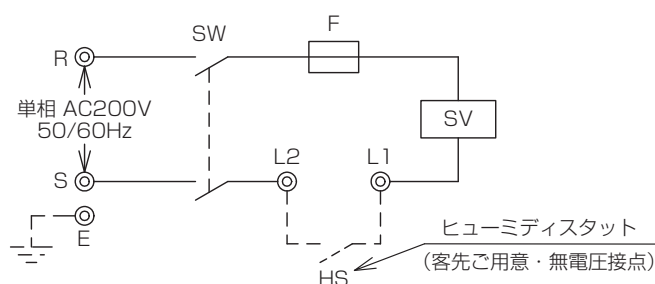 SW
F
R
単相 AC200V
50/60Hz
SV
S
L2
L1
E
ヒューミディスタット
(客先ご用意・無電圧接点)
HS